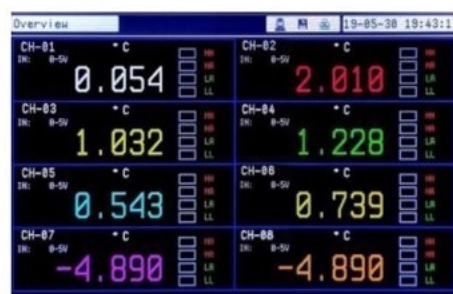 Overview 19-05-30 19:43:1
CH-01 °C
IN: 0-5V 0.054
HH
HA
LA
LL
CH-02 °C
IN: 0-5V 2.010
HH
HA
LA
LL
CH-03 °C
IN: 0-5V 1.032
HH
HA
LA
LL
CH-04 °C
IN: 0-5V 1.228
HH
HA
LA
LL
CH-05 °C
IN: 0-5V 0.543
HH
HA
LA
LL
CH-06 °C
IN: 0-5V 0.739
HH
HA
LA
LL
CH-07 °C
IN: 0-5V -4.890
HH
HA
LA
LL
CH-08 °C
IN: 0-5V -4.890
HH
HA
LA
LL